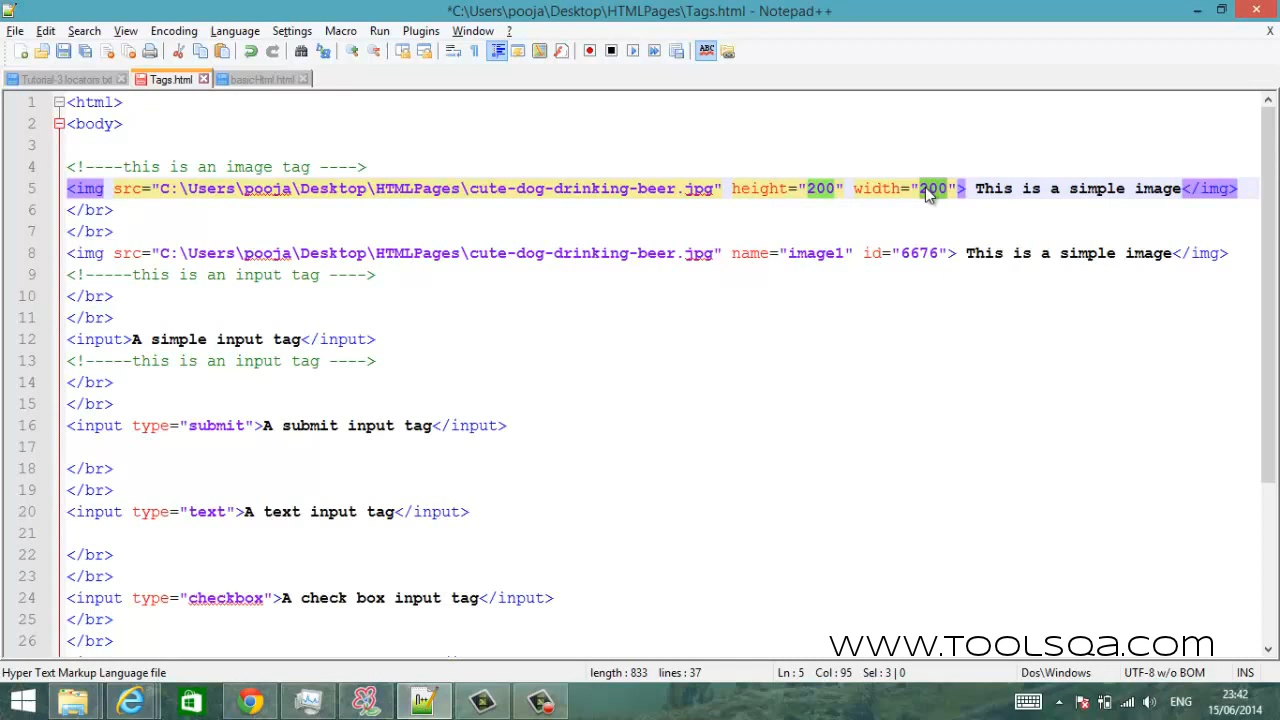 *C:\Users\pooja\Desktop\HTMLPages\Tags.html - Notepad++
File Edit Search View Encoding Language Settings Macro Run Plugins Window ? X
Tutorial-3.locators.txt Tags.html basicHtml.html
1 <html>
2 <body>
3
4 <!----this is an image tag ---->
5 <img src="C:\Users\pooja\Desktop\HTMLPages\cute-dog-drinking-beer.jpg" height="200" width="200"> This is a simple image</img>
6 </br>
7 </br>
8 <img src="C:\Users\pooja\Desktop\HTMLPages\cute-dog-drinking-beer.jpg" name="image1" id="6676"> This is a simple image</img>
9 <!-----this is an input tag ---->
10 </br>
11 </br>
12 <input>A simple input tag</input>
13 <!-----this is an input tag ---->
14 </br>
15 </br>
16 <input type="submit">A submit input tag</input>
17
18 </br>
19 </br>
20 <input type="text">A text input tag</input>
21
22 </br>
23 </br>
24 <input type="checkbox">A check box input tag</input>
25 </br>
26 </br>
www.TOOLSQA.com
Hyper Text Markup Language file length : 833 lines : 37 Ln : 5 Col : 95 Sel : 3 | 0 Dos\Windows UTF-8 w/o BOM INS
ENG 23:42
15/06/2014